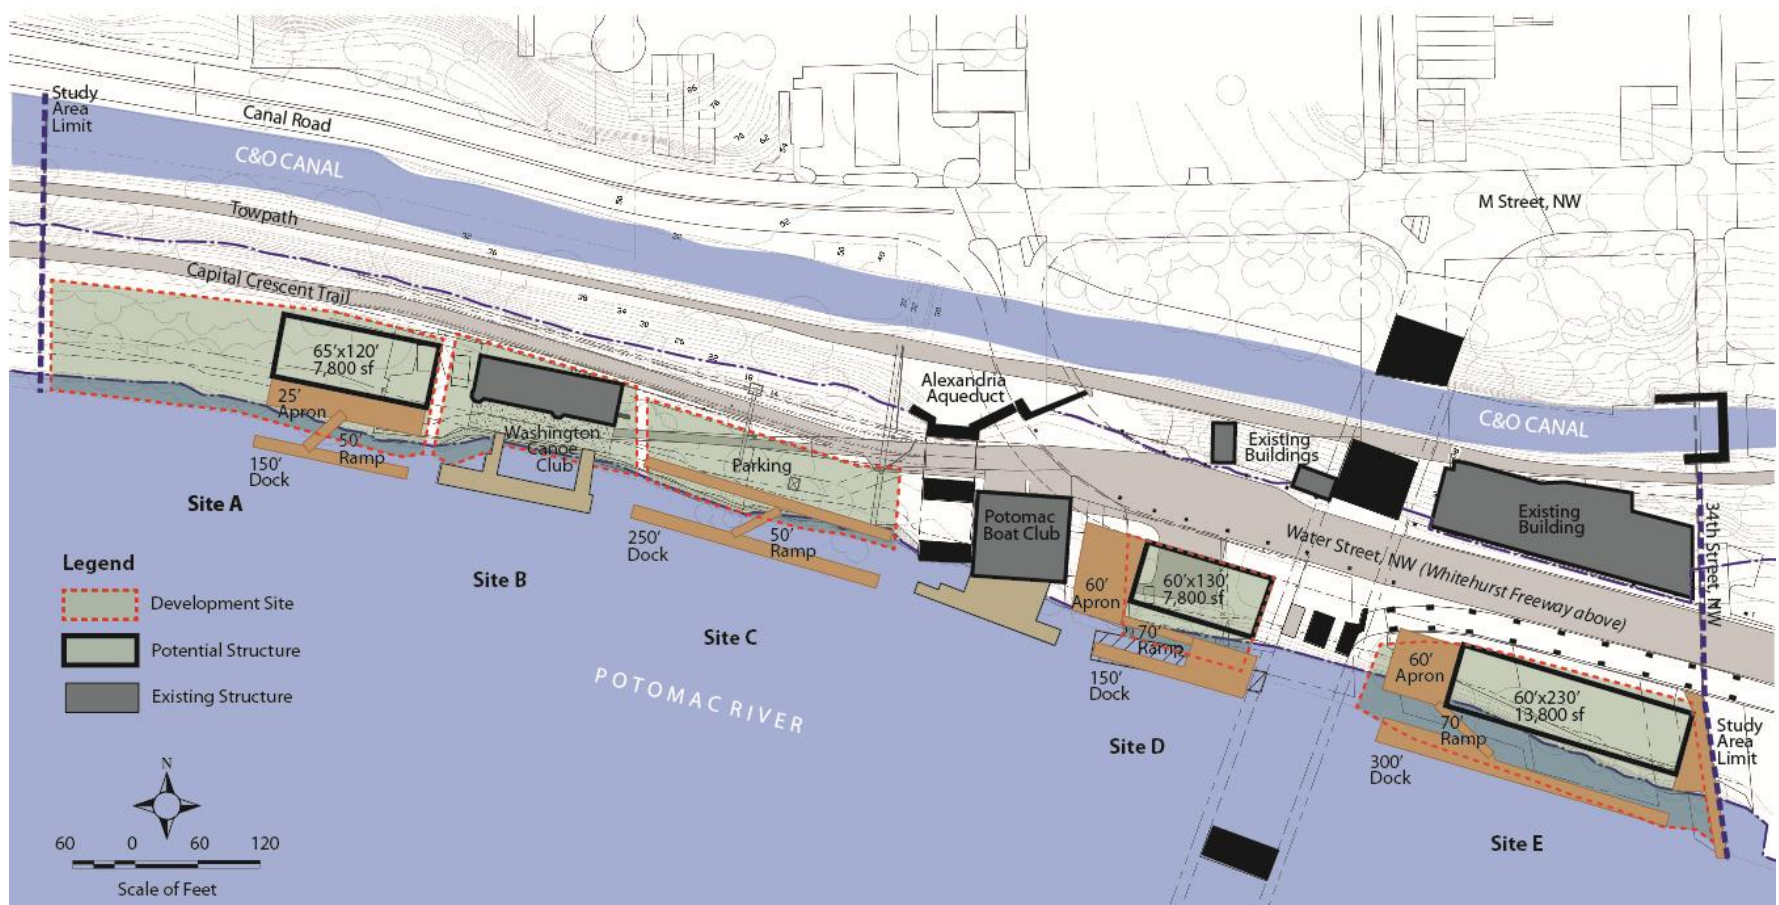 Study
Area
Limit
Canal Road
C&O CANAL
Towpath
Capital Crescent Trail
M Street, NW
65'x120'
7,800 sf
25'
Apron
50'
Ramp
150'
Dock
Site A
Washington
Canoe
Club
Site B
Parking
250'
Dock
50'
Ramp
Site C
Alexandria
Aqueduct
Potomac
Boat Club
Existing
Buildings
C&O CANAL
Existing
Building
34th Street, NW
Water Street, NW (Whitehurst Freeway above)
60'
Apron
60'x130'
7,800 sf
70'
Ramp
150'
Dock
Site D
60'
Apron
60'x230'
13,800 sf
70'
Ramp
300'
Dock
Site E
Study
Area
Limit
POTOMAC RIVER
Legend
Development Site
Potential Structure
Existing Structure
N
60 0 60 120
Scale of Feet